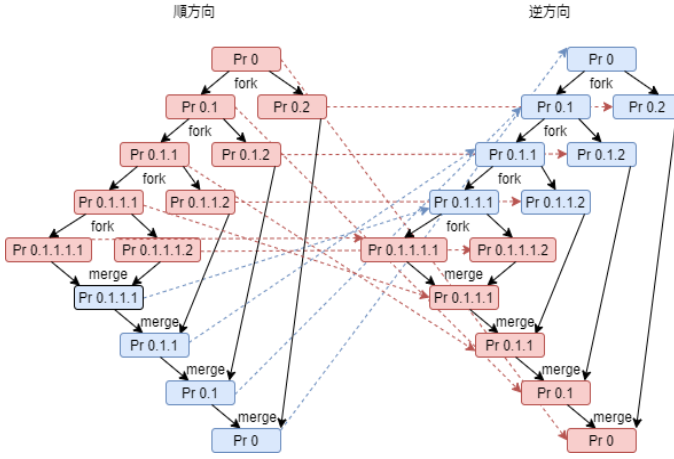 順方向
逆方向
Pr 0
fork
Pr 0.1
Pr 0.2
fork
Pr 0.1.1
Pr 0.1.2
fork
Pr 0.1.1.1
Pr 0.1.1.2
fork
Pr 0.1.1.1.1
Pr 0.1.1.1.2
merge
Pr 0.1.1.1
merge
Pr 0.1.1
merge
Pr 0.1
merge
Pr 0
Pr 0
fork
Pr 0.1
Pr 0.2
fork
Pr 0.1.1
Pr 0.1.2
fork
Pr 0.1.1.1
Pr 0.1.1.2
fork
Pr 0.1.1.1.1
Pr 0.1.1.1.2
merge
Pr 0.1.1.1
merge
Pr 0.1.1
merge
Pr 0.1
merge
Pr 0